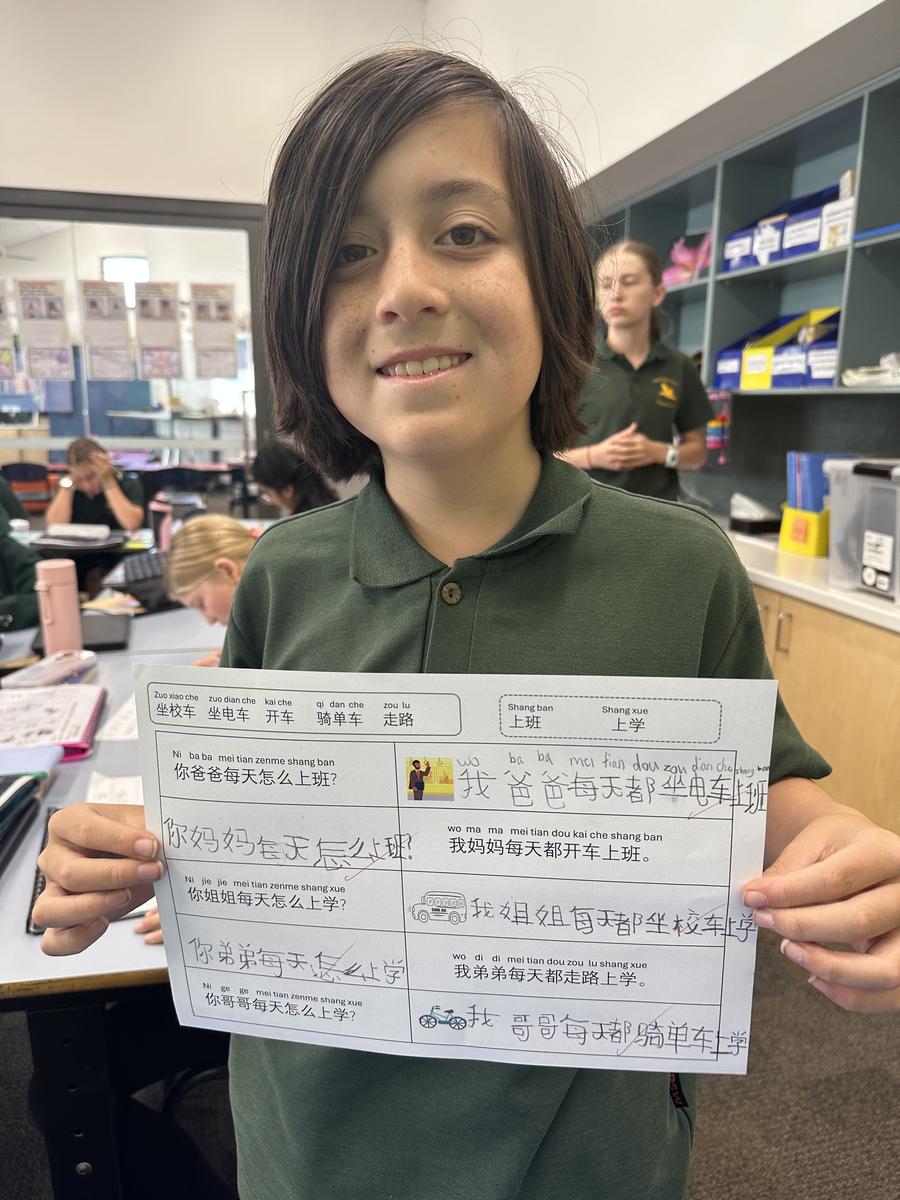 Zuo xiao che zuo dian che kai che qi dan che zou lu
坐校车 坐电车 开车 骑单车 走路
Shang ban Shang xue
上班 上学
Ni ba ba mei tian zenme shang ban
你爸爸每天怎么上班?
wo ba ba mei tian dou zou dian che shang ban
我爸爸每天都坐电车上班
你妈妈每天怎么上班?
wo ma ma mei tian dou kai che shang ban
我妈妈每天都开车上班。
Ni jie jie mei tian zenme shang xue
你姐姐每天怎么上学?
我姐姐每天都坐校车上学
你弟弟每天怎么上学
wo di di mei tian dou zou lu shang xue
我弟弟每天都走路上学。
Ni ge ge mei tian zenme shang xue
你哥哥每天怎么上学?
我哥哥每天都骑单车上学